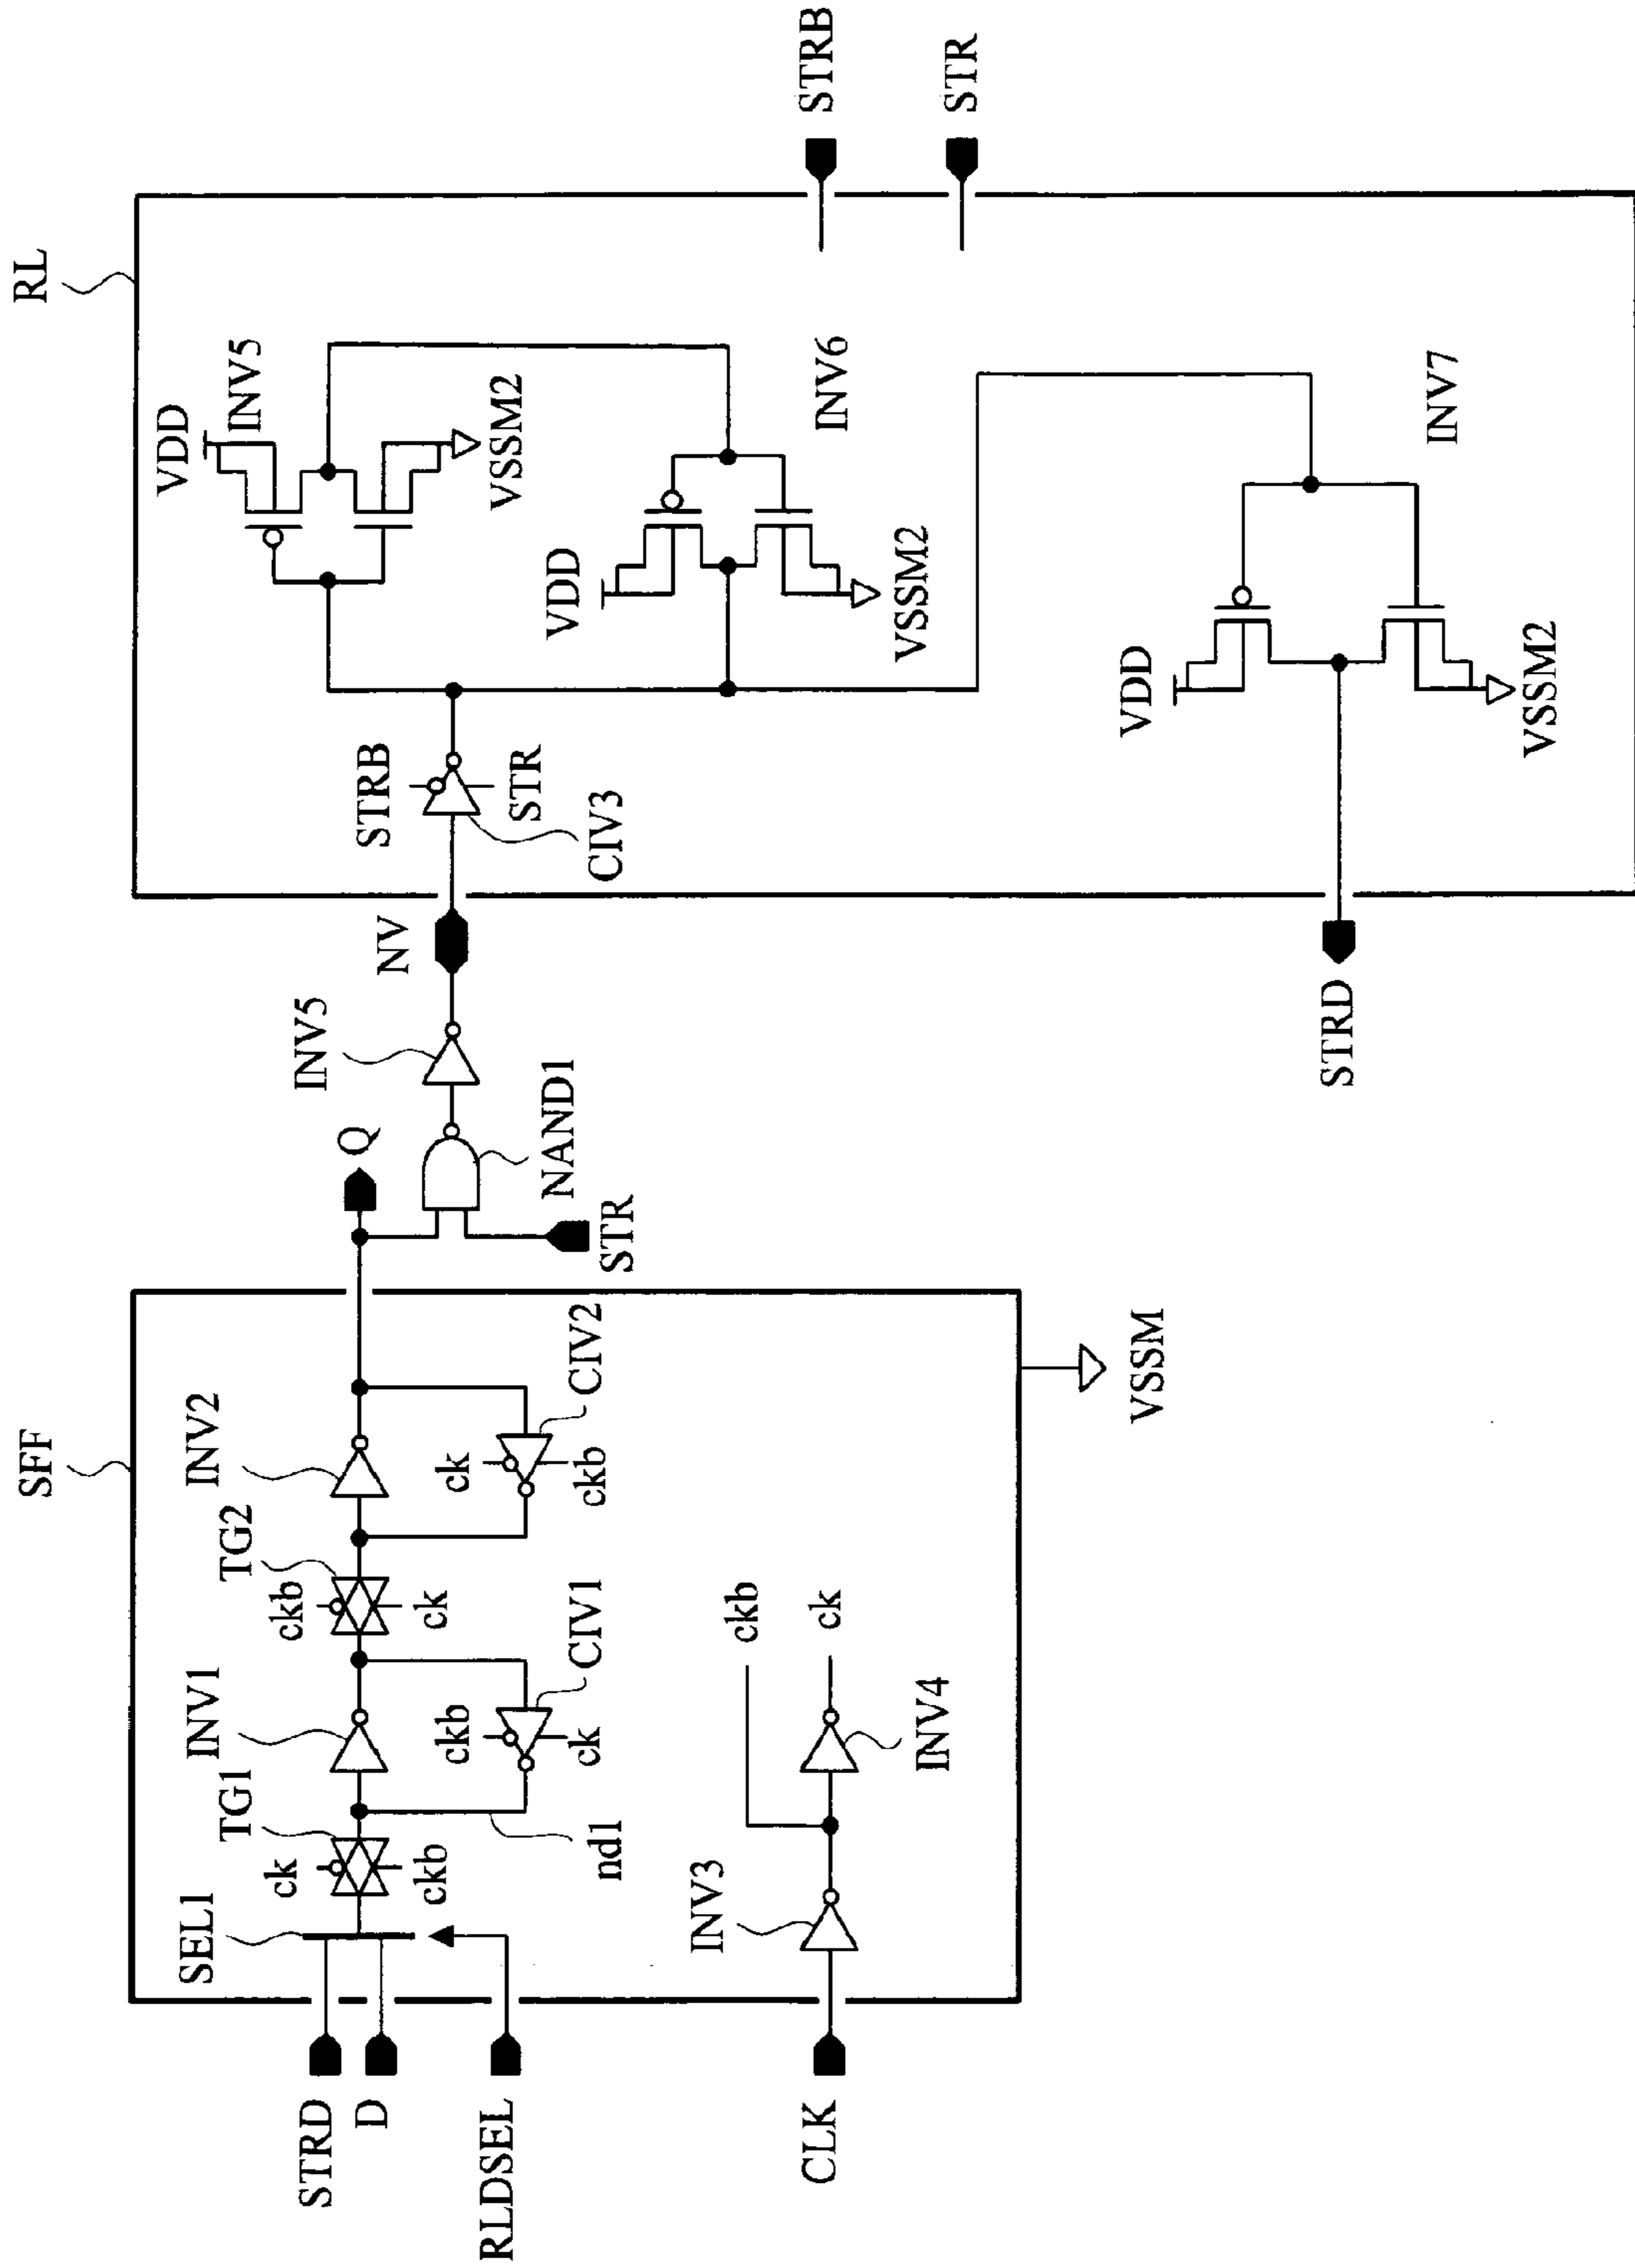 SFF
STRD
D
RLDSEL
CLK
SEL1
ck
TG1
ckb
INV1
nd1
ckb
ck
CIV1
ckb
TG2
ck
INV2
ck
ckb
CIV2
INV3
INV4
ckb
ck
VSSM
Q
STR
NAND1
INV5
NV
RL
STRB
STR
CIV3
VDD
INV5
VSSM2
VDD
INV6
VSSM2
VDD
INV7
VSSM2
STRD
STRB
STR